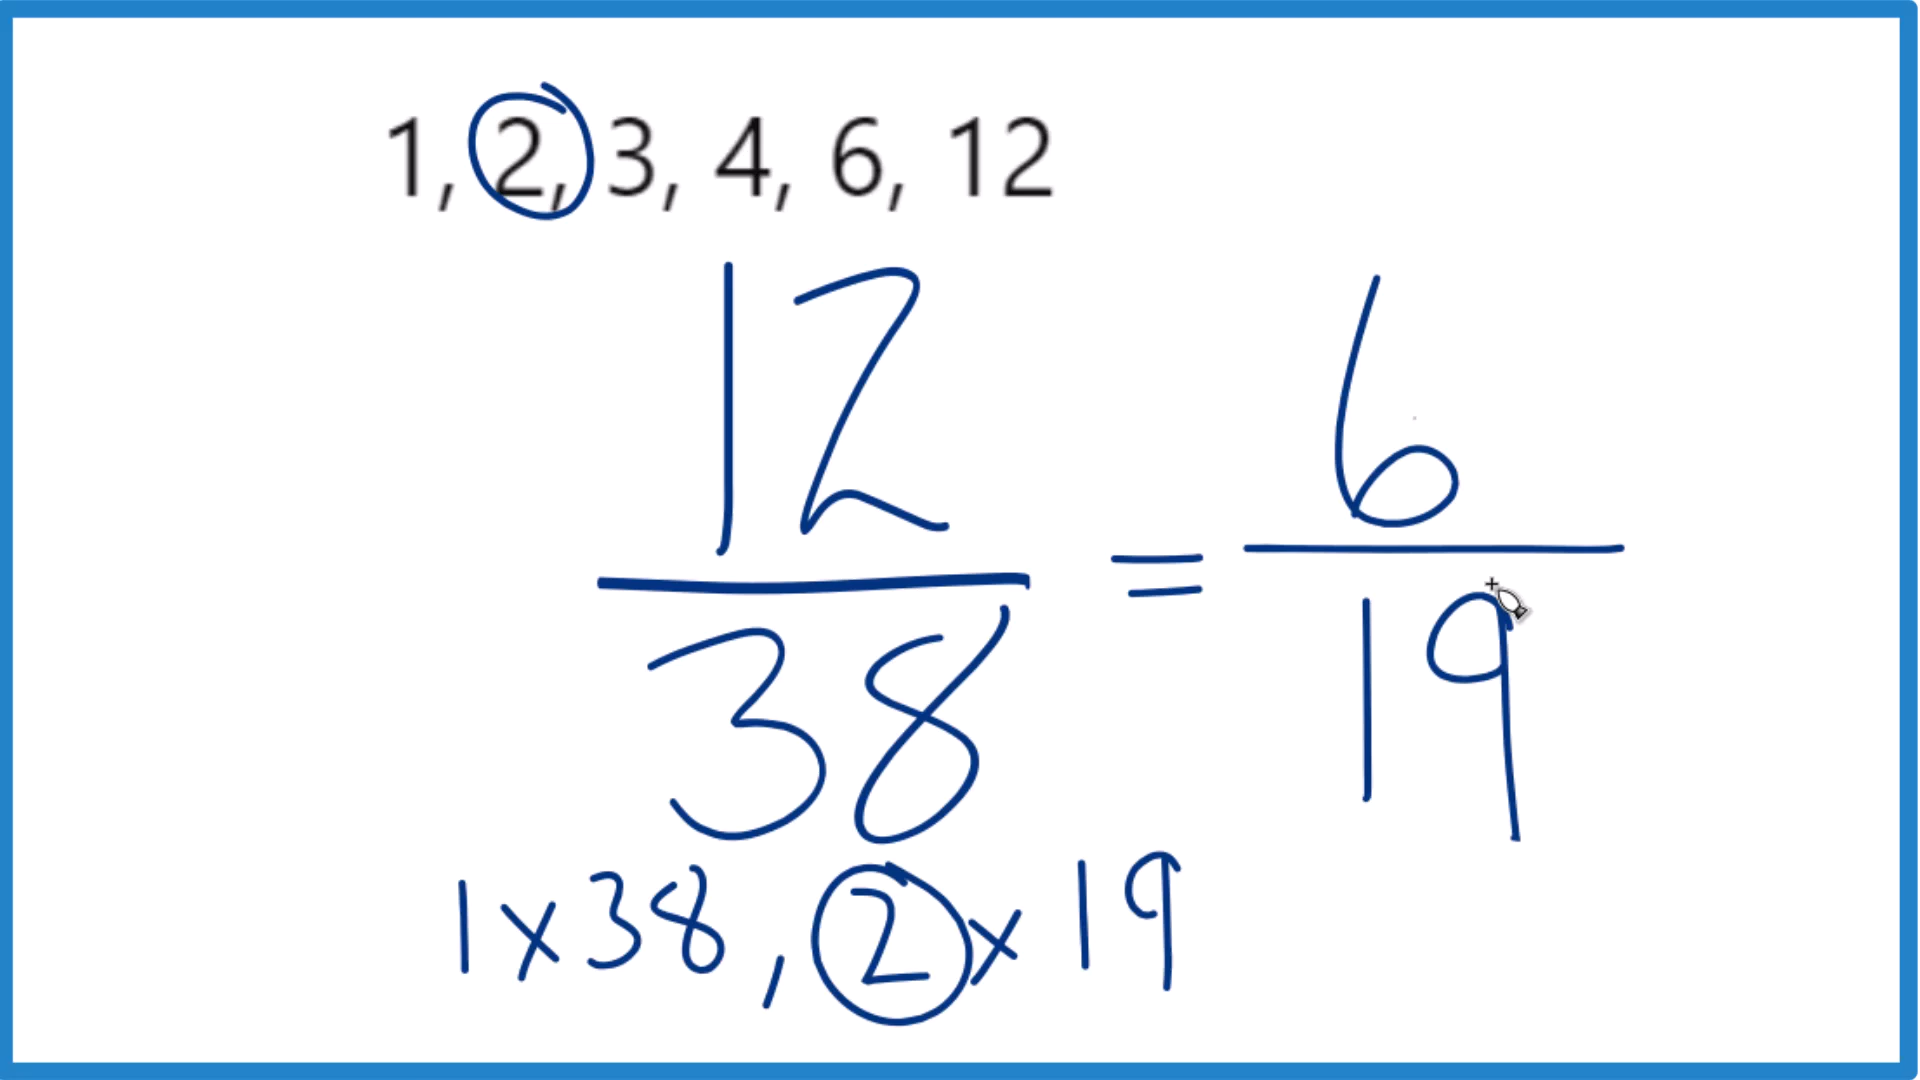 1, 2, 3, 4, 6, 12
12
38
=
6
19
1x38, 2x19